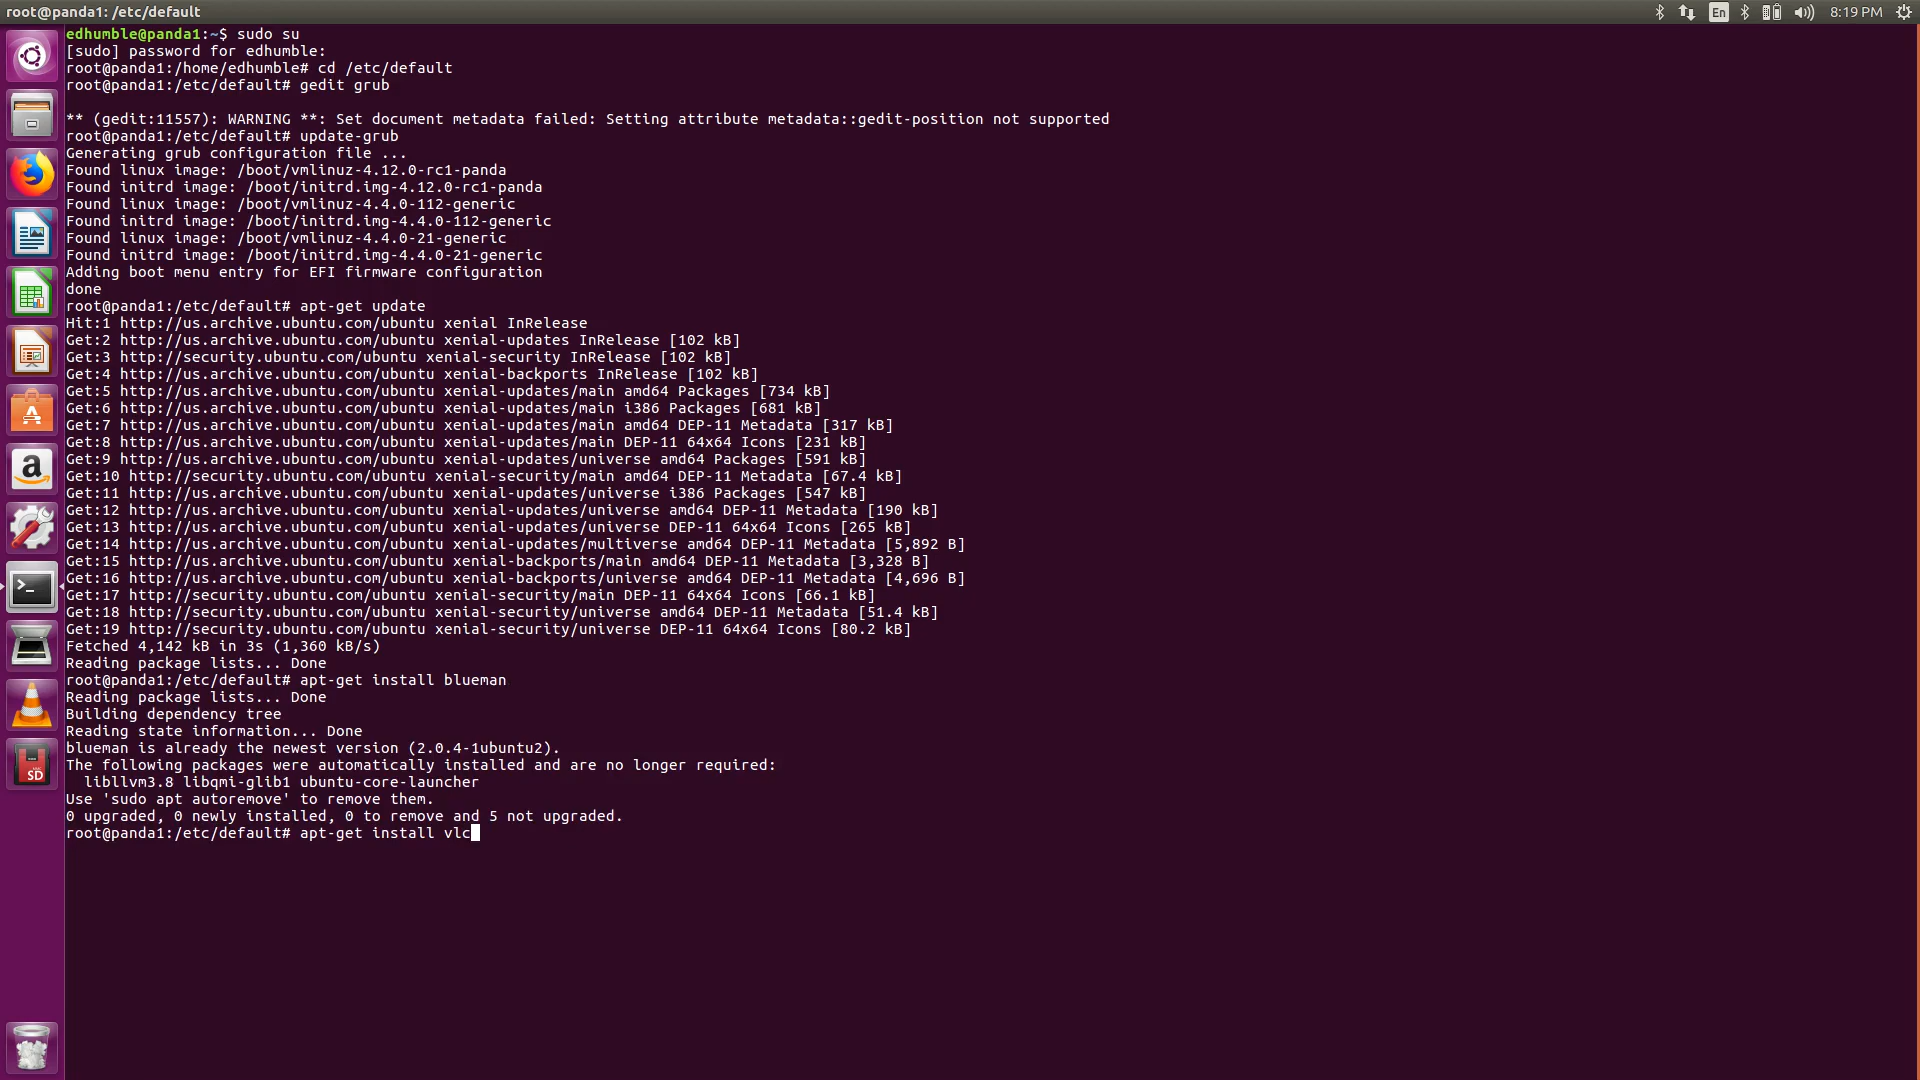 root@panda1: /etc/default
En
8:19 PM
edhumble@panda1:~$ sudo su
[sudo] password for edhumble:
root@panda1:/home/edhumble# cd /etc/default
root@panda1:/etc/default# gedit grub
** (gedit:11557): WARNING **: Set document metadata failed: Setting attribute metadata::gedit-position not supported
root@panda1:/etc/default# update-grub
Generating grub configuration file ...
Found linux image: /boot/vmlinuz-4.12.0-rc1-panda
Found initrd image: /boot/initrd.img-4.12.0-rc1-panda
Found linux image: /boot/vmlinuz-4.4.0-112-generic
Found initrd image: /boot/initrd.img-4.4.0-112-generic
Found linux image: /boot/vmlinuz-4.4.0-21-generic
Found initrd image: /boot/initrd.img-4.4.0-21-generic
Adding boot menu entry for EFI firmware configuration
done
root@panda1:/etc/default# apt-get update
Hit:1 http://us.archive.ubuntu.com/ubuntu xenial InRelease
Get:2 http://us.archive.ubuntu.com/ubuntu xenial-updates InRelease [102 kB]
Get:3 http://security.ubuntu.com/ubuntu xenial-security InRelease [102 kB]
Get:4 http://us.archive.ubuntu.com/ubuntu xenial-backports InRelease [102 kB]
Get:5 http://us.archive.ubuntu.com/ubuntu xenial-updates/main amd64 Packages [734 kB]
Get:6 http://us.archive.ubuntu.com/ubuntu xenial-updates/main i386 Packages [681 kB]
Get:7 http://us.archive.ubuntu.com/ubuntu xenial-updates/main amd64 DEP-11 Metadata [317 kB]
Get:8 http://us.archive.ubuntu.com/ubuntu xenial-updates/main DEP-11 64x64 Icons [231 kB]
Get:9 http://us.archive.ubuntu.com/ubuntu xenial-updates/universe amd64 Packages [591 kB]
Get:10 http://security.ubuntu.com/ubuntu xenial-security/main amd64 DEP-11 Metadata [67.4 kB]
Get:11 http://us.archive.ubuntu.com/ubuntu xenial-updates/universe i386 Packages [547 kB]
Get:12 http://us.archive.ubuntu.com/ubuntu xenial-updates/universe amd64 DEP-11 Metadata [190 kB]
Get:13 http://us.archive.ubuntu.com/ubuntu xenial-updates/universe DEP-11 64x64 Icons [265 kB]
Get:14 http://us.archive.ubuntu.com/ubuntu xenial-updates/multiverse amd64 DEP-11 Metadata [5,892 B]
Get:15 http://us.archive.ubuntu.com/ubuntu xenial-backports/main amd64 DEP-11 Metadata [3,328 B]
Get:16 http://us.archive.ubuntu.com/ubuntu xenial-backports/universe amd64 DEP-11 Metadata [4,696 B]
Get:17 http://security.ubuntu.com/ubuntu xenial-security/main DEP-11 64x64 Icons [66.1 kB]
Get:18 http://security.ubuntu.com/ubuntu xenial-security/universe amd64 DEP-11 Metadata [51.4 kB]
Get:19 http://security.ubuntu.com/ubuntu xenial-security/universe DEP-11 64x64 Icons [80.2 kB]
Fetched 4,142 kB in 3s (1,360 kB/s)
Reading package lists... Done
root@panda1:/etc/default# apt-get install blueman
Reading package lists... Done
Building dependency tree
Reading state information... Done
blueman is already the newest version (2.0.4-1ubuntu2).
The following packages were automatically installed and are no longer required:
  libllvm3.8 libqmi-glib1 ubuntu-core-launcher
Use 'sudo apt autoremove' to remove them.
0 upgraded, 0 newly installed, 0 to remove and 5 not upgraded.
root@panda1:/etc/default# apt-get install vlc
A
a
>_
SD